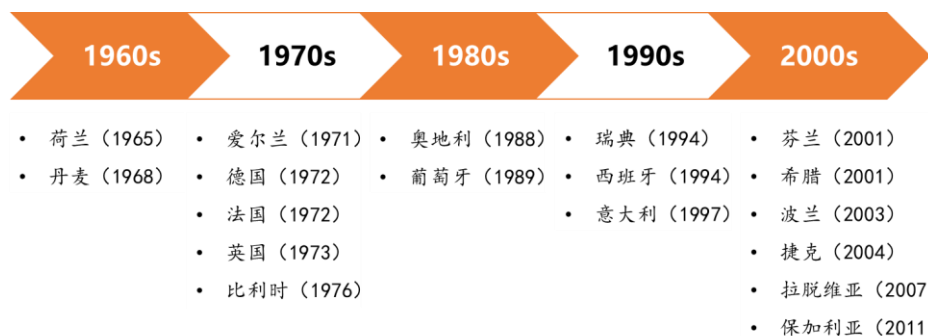 1960s
1970s
1980s
1990s
2000s
• 荷兰（1965）
• 丹麦（1968）
• 爱尔兰（1971）
• 德国（1972）
• 法国（1972）
• 英国（1973）
• 比利时（1976）
• 奥地利（1988）
• 葡萄牙（1989）
• 瑞典（1994）
• 西班牙（1994）
• 意大利（1997）
• 芬兰（2001）
• 希腊（2001）
• 波兰（2003）
• 捷克（2004）
• 拉脱维亚（2007
• 保加利亚（2011